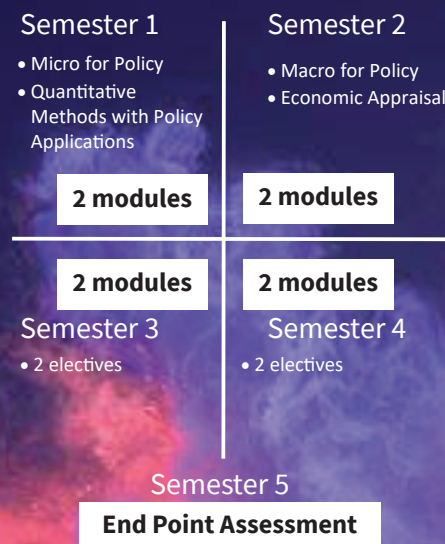 Semester 1
• Micro for Policy
• Quantitative
Methods with Policy
Applications
2 modules
Semester 2
• Macro for Policy
• Economic Appraisal
2 modules
2 modules
Semester 3
• 2 electives
2 modules
Semester 4
• 2 electives
Semester 5
End Point Assessment